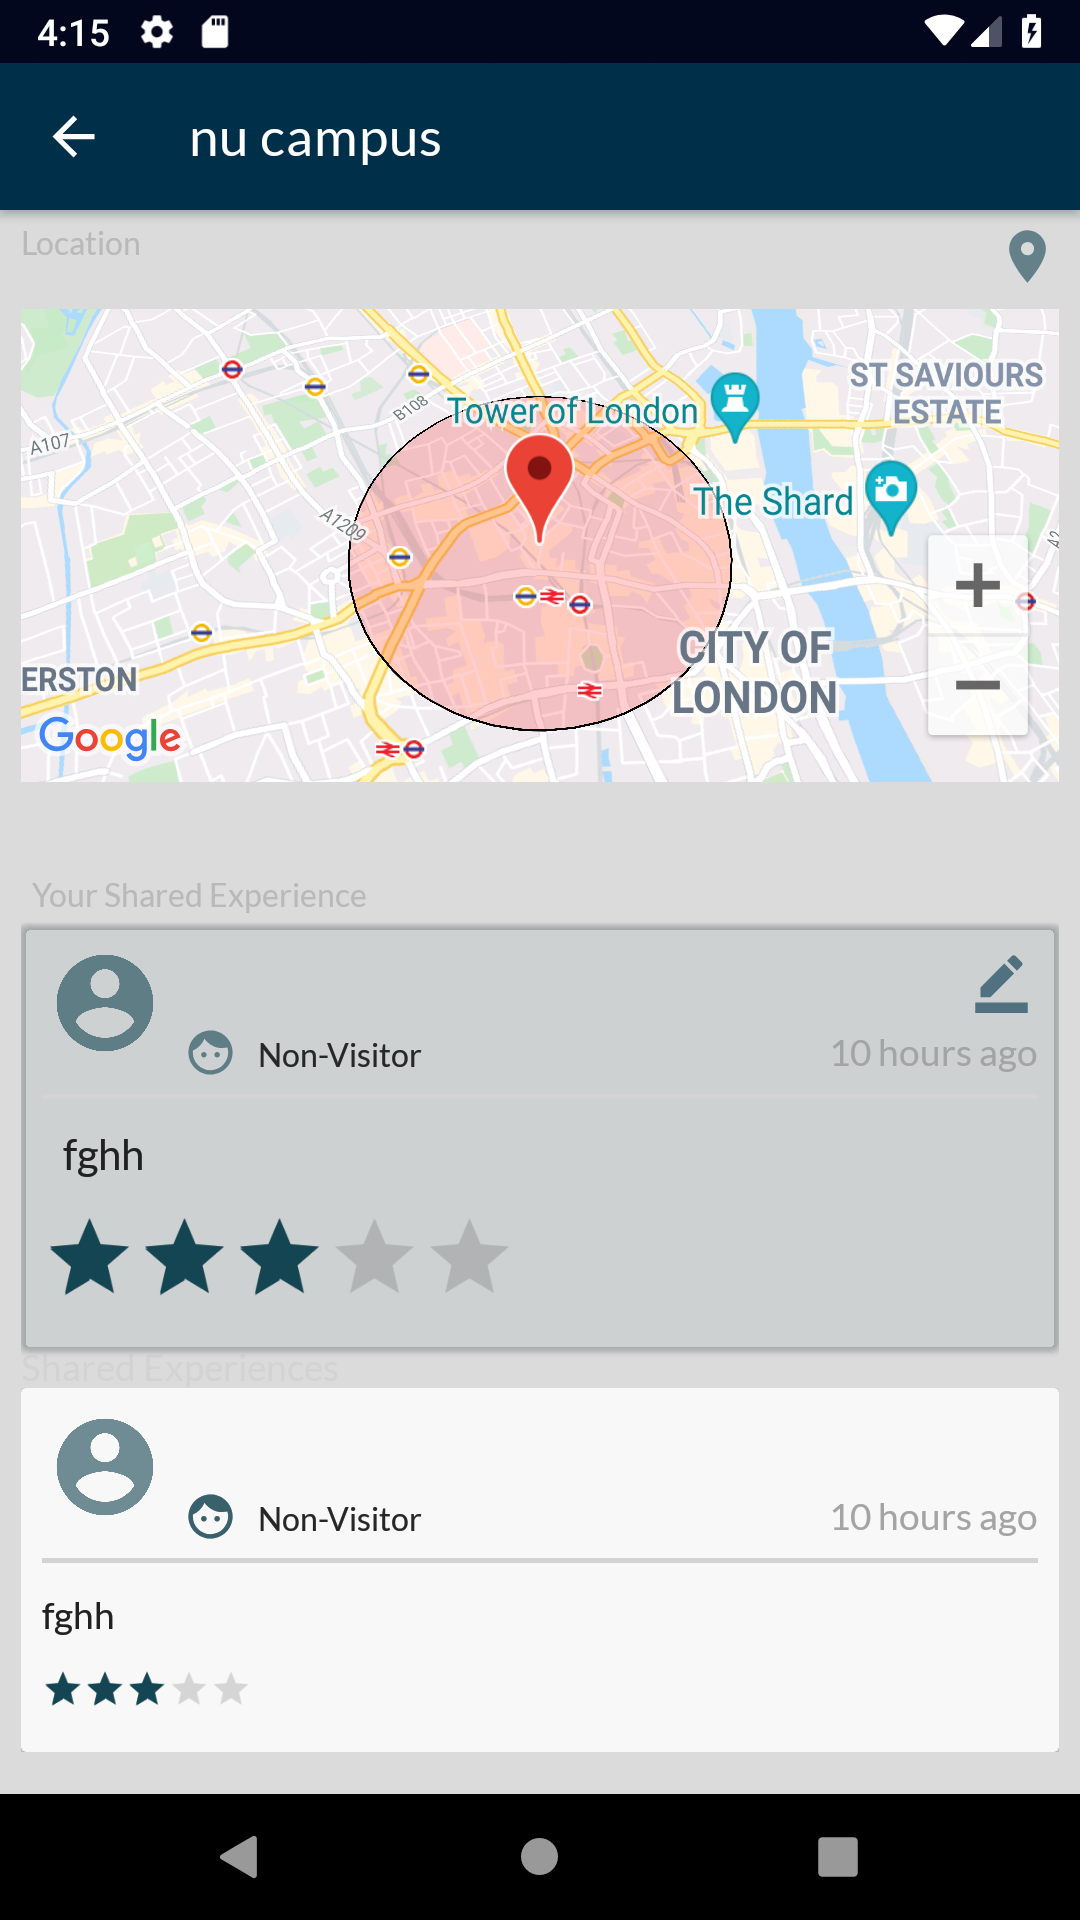 4:15
nu campus
Location
ST SAVIOURS
ESTATE
B108
Tower of London
A107
The Shard
A1209
CITY OF
LONDON
ERSTON
Google
Your Shared Experience
Non-Visitor
10 hours ago
fghh
Shared Experiences
Non-Visitor
10 hours ago
fghh